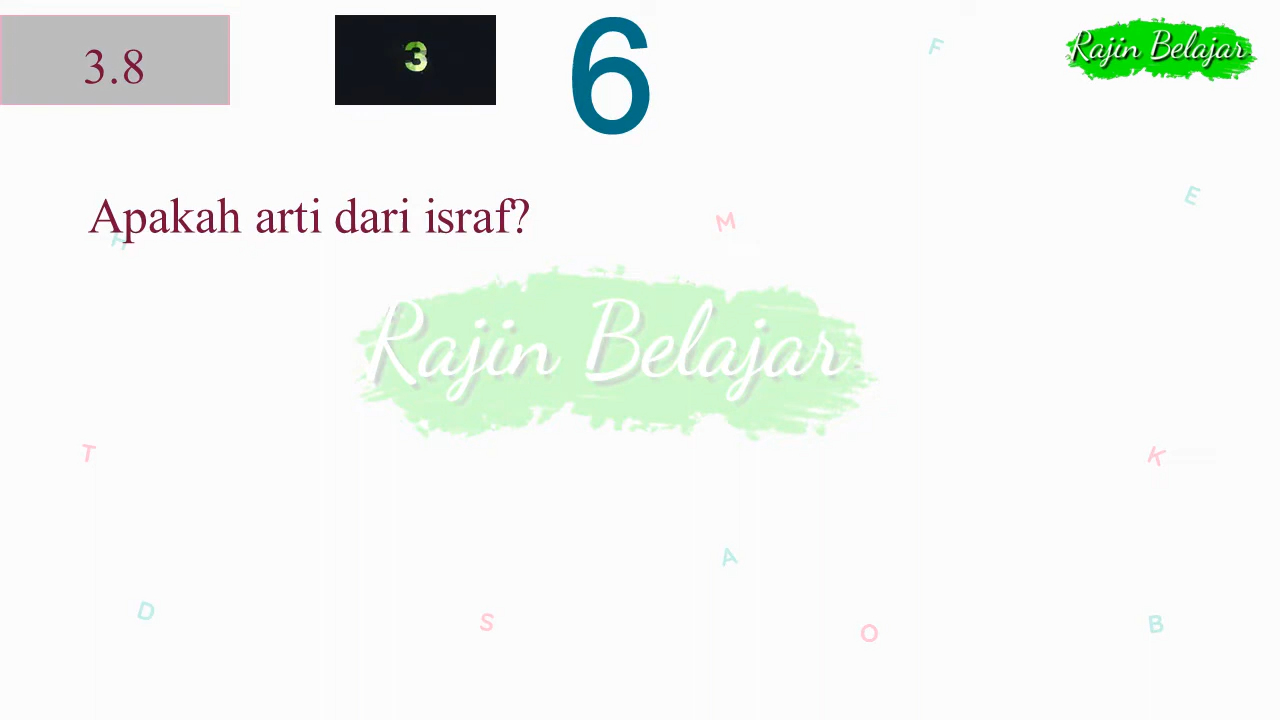 3.8
3
6
Rajin Belajar
F
E
Apakah arti dari israf?
M
H
Rajin Belajar
T
K
A
D
S
O
B